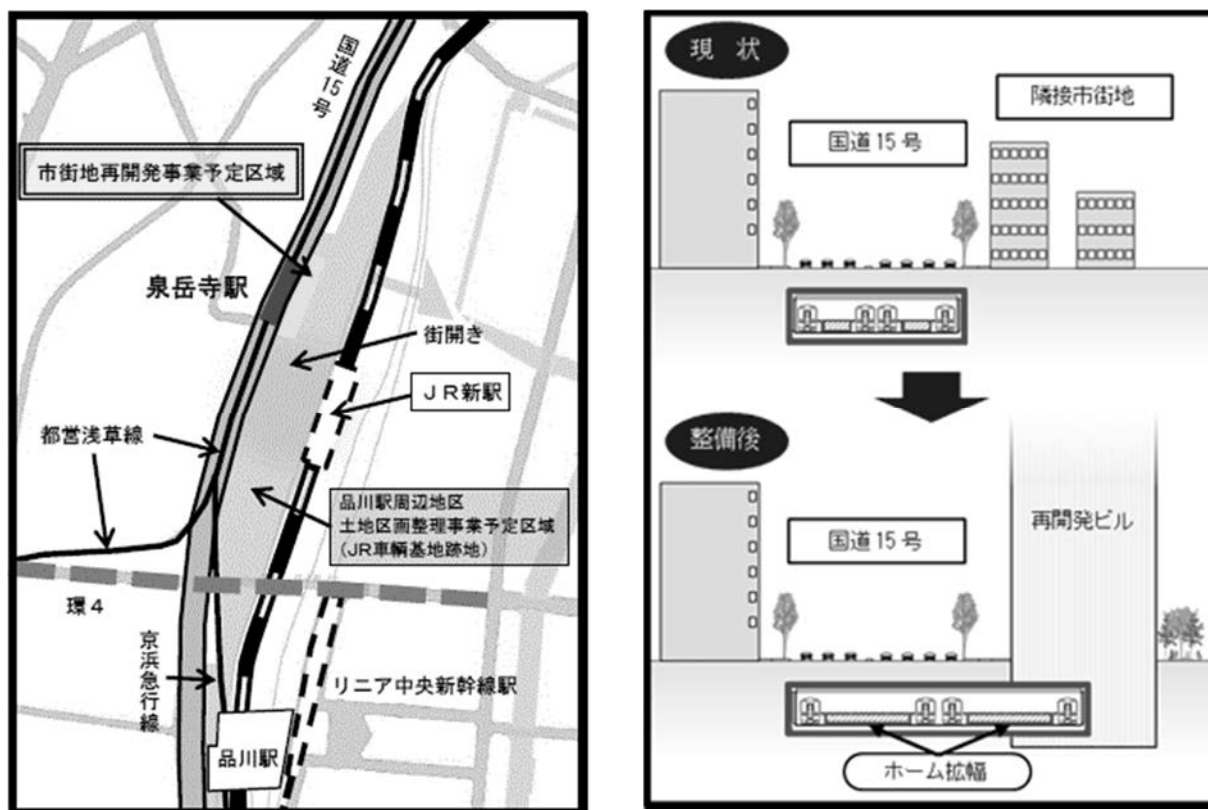 国道15号
市街地再開発事業予定区域
泉岳寺駅
街開き
JR新駅
都営浅草線
品川駅周辺地区
土地区画整理事業予定区域
(JR車輌基地跡地)
環4
京浜急行線
リニア中央新幹線駅
品川駅
現状
隣接市街地
国道15号
整備後
国道15号
再開発ビル
ホーム拡幅